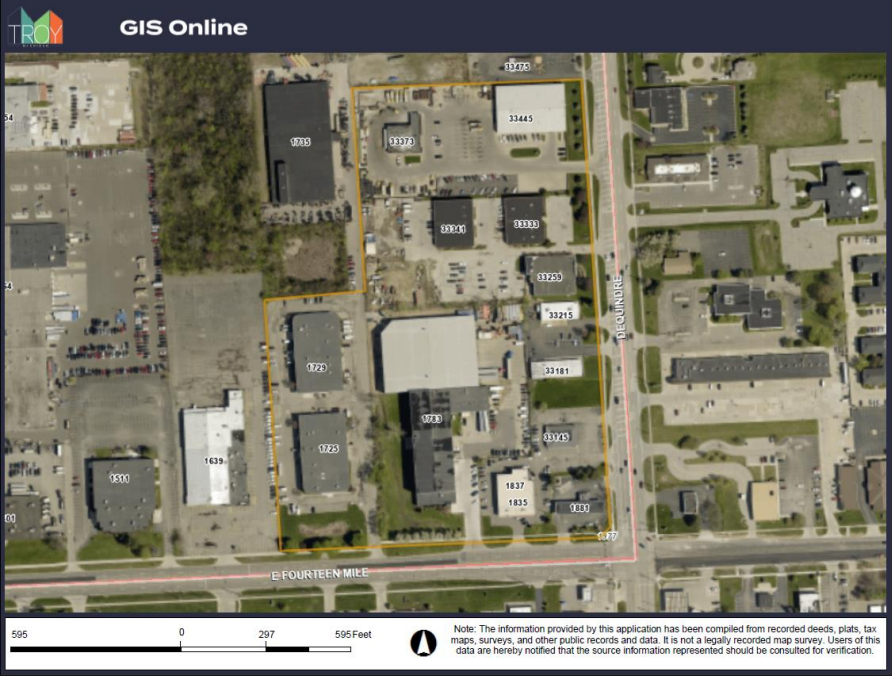 TROY
MICHIGAN
GIS Online
33475
54
33445
1735
33373
33341
33333
33259
DEQUINDRE
33215
1729
33181
1783
1725
33145
1639
1511
1837
1835
1881
01
E FOURTEEN MILE
595
0
297
595 Feet
Note: The information provided by this application has been compiled from recorded deeds, plats, tax
maps, surveys, and other public records and data. It is not a legally recorded map survey. Users of this
data are hereby notified that the source information represented should be consulted for verification.